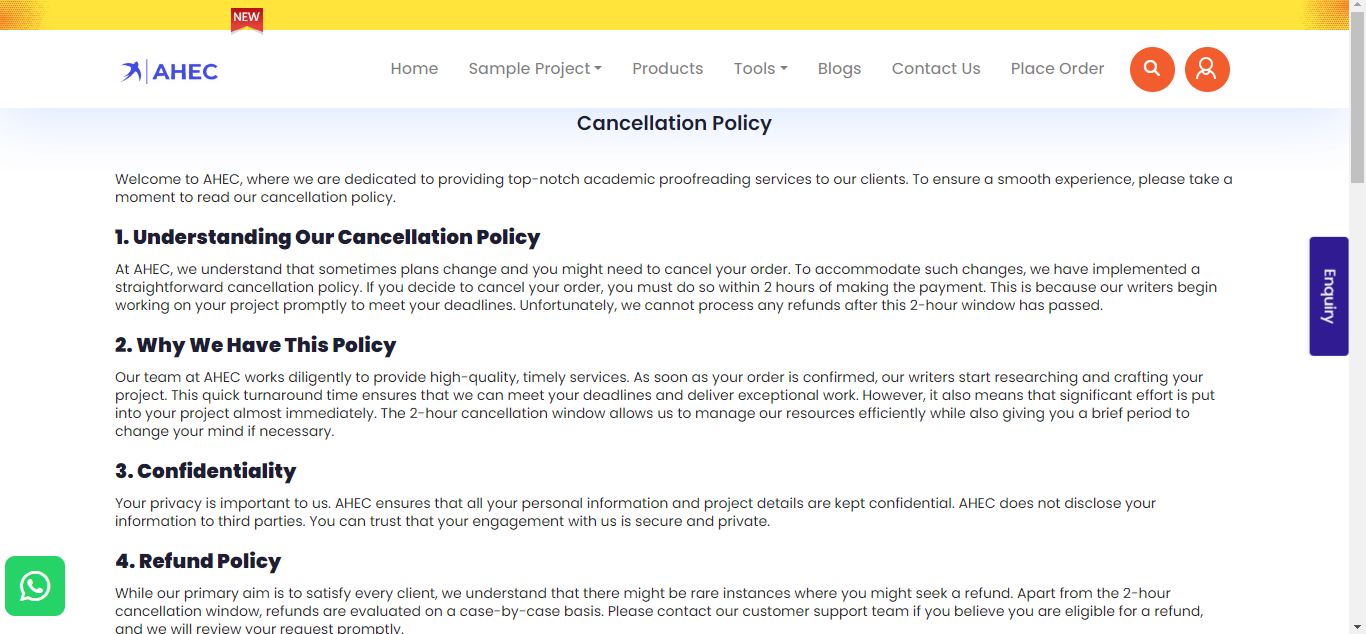 NEW
AHEC
Home Sample Project Products Tools Blogs Contact Us Place Order
Cancellation Policy
Welcome to AHEC, where we are dedicated to providing top-notch academic proofreading services to our clients. To ensure a smooth experience, please take a
moment to read our cancellation policy.
1. Understanding Our Cancellation Policy
At AHEC, we understand that sometimes plans change and you might need to cancel your order. To accommodate such changes, we have implemented a
straightforward cancellation policy. If you decide to cancel your order, you must do so within 2 hours of making the payment. This is because our writers begin
working on your project promptly to meet your deadlines. Unfortunately, we cannot process any refunds after this 2-hour window has passed.
Enquiry
2. Why We Have This Policy
Our team at AHEC works diligently to provide high-quality, timely services. As soon as your order is confirmed, our writers start researching and crafting your
project. This quick turnaround time ensures that we can meet your deadlines and deliver exceptional work. However, it also means that significant effort is put
into your project almost immediately. The 2-hour cancellation window allows us to manage our resources efficiently while also giving you a brief period to
change your mind if necessary.
3. Confidentiality
Your privacy is important to us. AHEC ensures that all your personal information and project details are kept confidential. AHEC does not disclose your
information to third parties. You can trust that your engagement with us is secure and private.
4. Refund Policy
While our primary aim is to satisfy every client, we understand that there might be rare instances where you might seek a refund. Apart from the 2-hour
cancellation window, refunds are evaluated on a case-by-case basis. Please contact our customer support team if you believe you are eligible for a refund,
and we will review your request promptly.